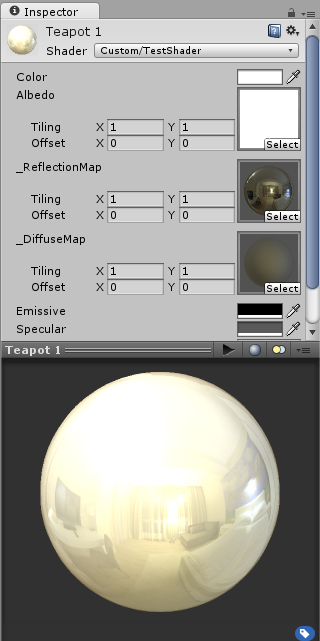 Inspector
Teapot 1
Shader Custom/TestShader
Color
Albedo
Tiling X 1 Y 1
Offset X 0 Y 0
Select
_ReflectionMap
Tiling X 1 Y 1
Offset X 0 Y 0
Select
_DiffuseMap
Tiling X 1 Y 1
Offset X 0 Y 0
Select
Emissive
Specular
Teapot 1